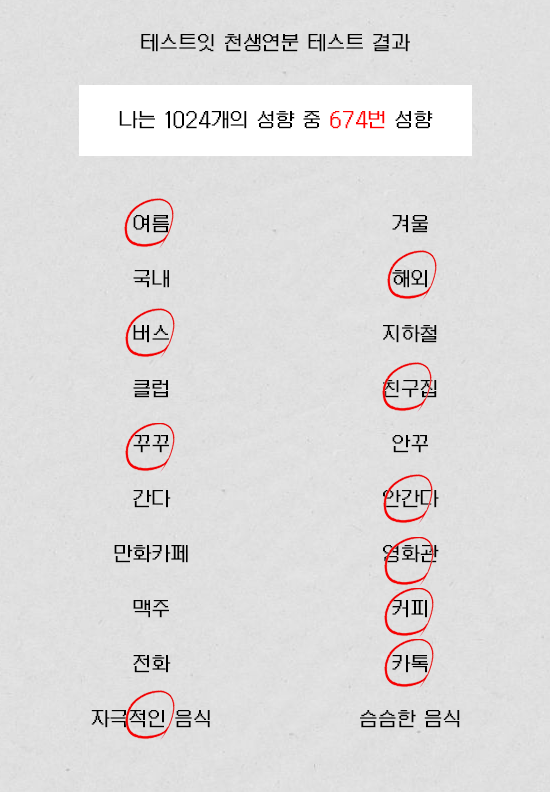 테스트잇 천생연분 테스트 결과
나는 1024개의 성향 중 674번 성향
여름 겨울
국내 해외
버스 지하철
클럽 친구집
꾸꾸 안꾸
간다 안간다
만화카페 영화관
맥주 커피
전화 카톡
자극적인 음식 슴슴한 음식